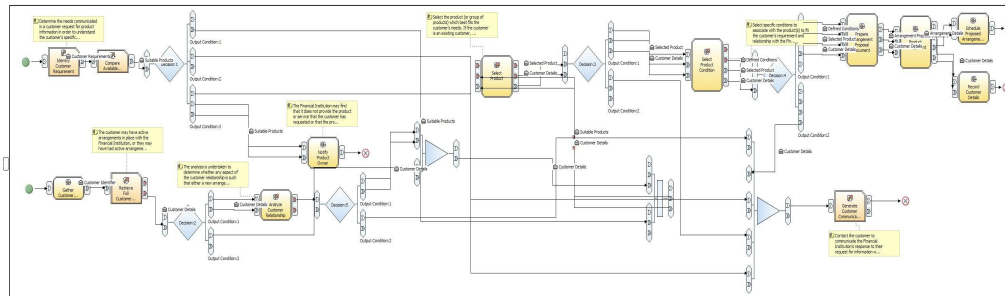 Determine the needs communicated
in a customer request for product
information in order to understand
the customer's specific...
Identify
Customer
Requirement
Customer Requirements
Compare
Available...
Suitable Products
Decision:1
Output Condition:1
Output Condition:2
Output Condition:3
Select the product (or group of
products) which best fits the
customer's needs. If the customer
is an existing customer, ...
Select
Product
Selected Product
Customer Details
Decision:3
Output Condition:1
Output Condition:2
Selected Product
Customer Details
Select
Product
Condition
Defined Conditions
Selected Product
Customer Details
Decision:4
Output Condition:1
Output Condition:2
Select specific conditions to
associate with the product(s) to fit
the customer's requirement and
relationship with the Fin...
Defined Conditions
Selected Product
Customer Details
Prepare
Proposal
Document
Customer Details
Arrangement Details
Schedule
Proposed
Arrangeme...
Customer Details
Record
Customer
Details
Customer Details
The Financial Institution may find
that it does not provide the product
or service that the customer has
requested or that the pro...
Suitable Products
Notify
Product
Owner
Customer Details
Suitable Products
Suitable Products
Customer Details
Customer Details
The customer may have active
arrangements in place with the
Financial Institution, or they may
have had active arrangeme...
Gather
Customer...
Customer Identifier
Retrieve
Full
Customer...
Customer Details
Decision:2
Output Condition:1
Output Condition:2
The analysis is undertaken to
determine whether any aspect of
the customer relationship is such
that either a new arrange...
Customer Details
Analyze
Customer
Relationship
Decision:5
Output Condition:1
Output Condition:2
Generate
Customer
Communica...
Contact the customer to
communicate the Financial
Institution's response to their
request for information w...